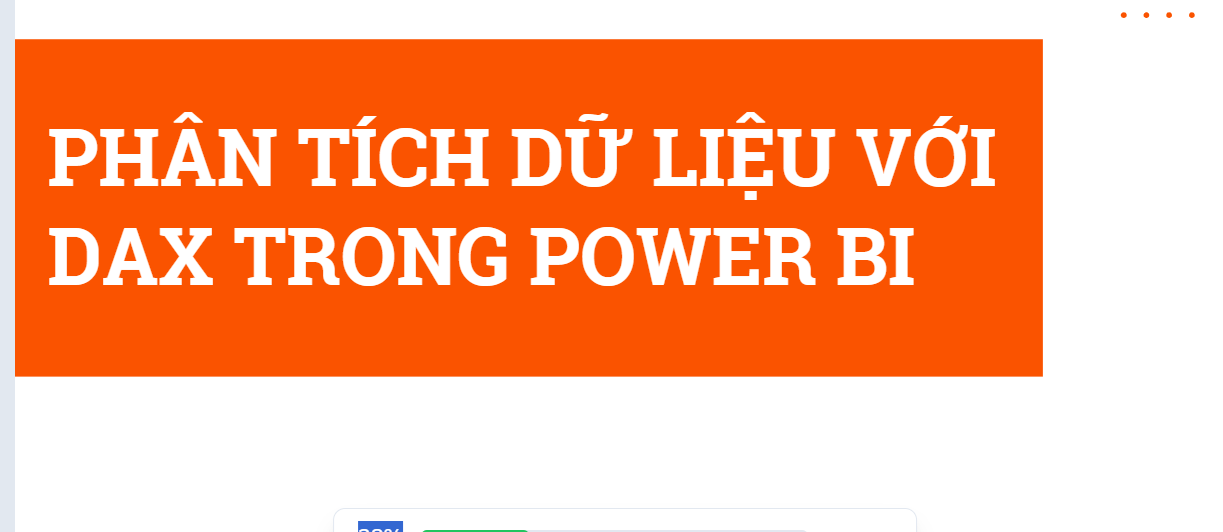 PHÂN TÍCH DỮ LIỆU VỚI
DAX TRONG POWER BI